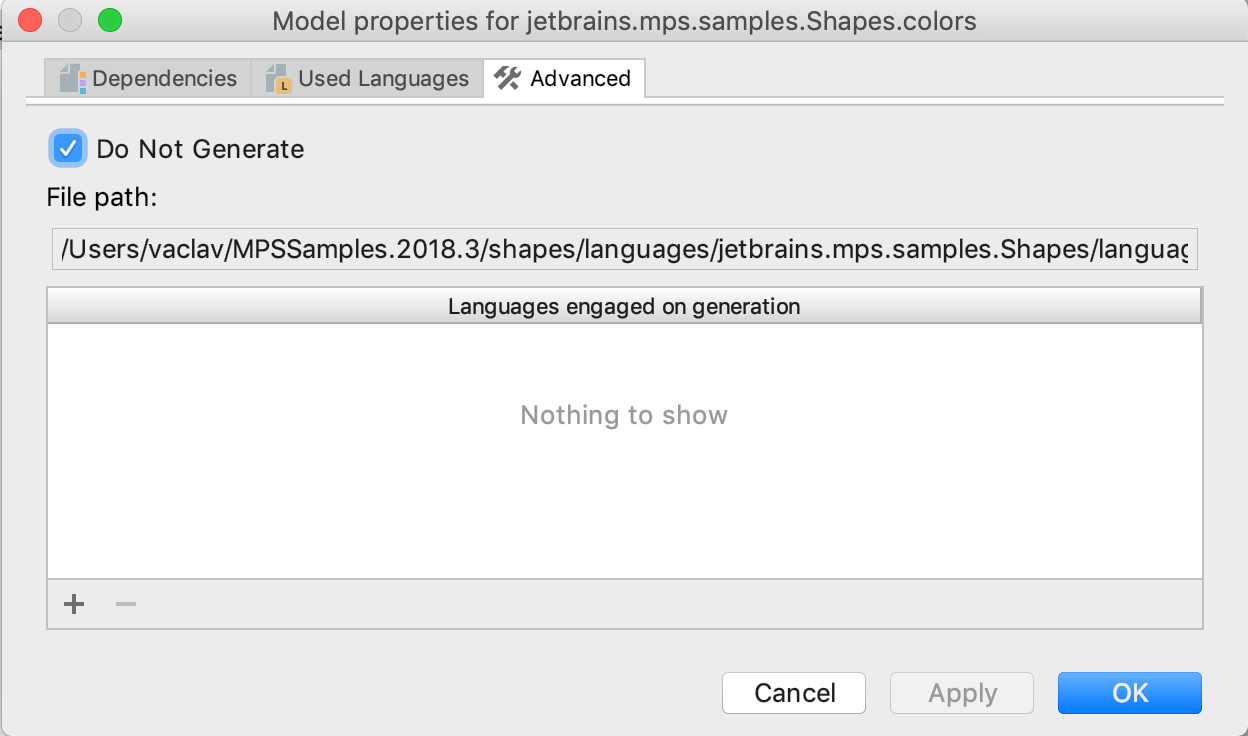 Model properties for jetbrains.mps.samples.Shapes.colors
Dependencies
L
Used Languages
Advanced
Do Not Generate
File path:
/Users/vaclav/MPSSamples.2018.3/shapes/languages/jetbrains.mps.samples.Shapes/languag
Languages engaged on generation
Nothing to show
Cancel
Apply
OK